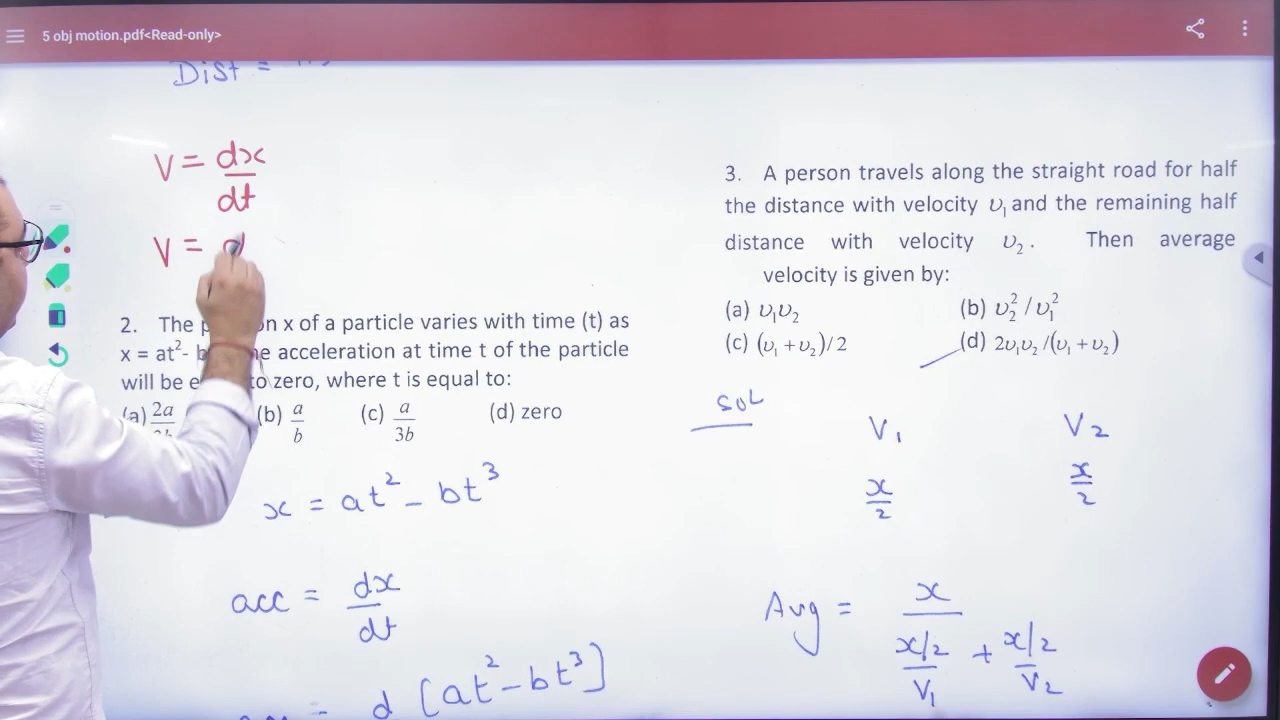 5 obj motion.pdf<Read-only>
Dist =
V = dx/dt
V = d
2. The x of a particle varies with time (t) as
x = at²- acceleration at time t of the particle
will be to zero, where t is equal to:
(a) 2a (b) a/b (c) a/3b (d) zero
x = at² - bt³
acc = dx/dt
= d [at²-bt³]
3. A person travels along the straight road for half
the distance with velocity υ₁ and the remaining half
distance with velocity υ₂. Then average
velocity is given by:
(a) υ₁υ₂ (b) υ₂²/υ₁²
(c) (υ₁+υ₂)/2 (d) 2υ₁υ₂/(υ₁+υ₂)
SOL
V₁ V₂
x/2 x/2
Avg = x
x/2 / V₁ + x/2 / V₂